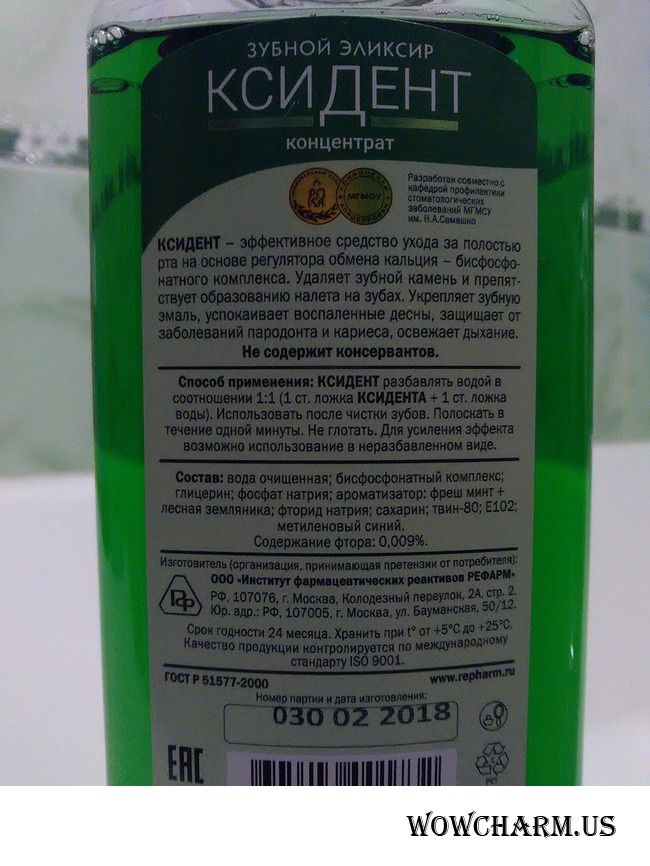 ЗУБНОЙ ЭЛИКСИР
КСИДЕНТ
концентрат
МГМСУ
Разработан совместно с
кафедрой профилактики
стоматологических
заболеваний МГМСУ
им. Н.А.Семашко
КСИДЕНТ – эффективное средство ухода за полостью
рта на основе регулятора обмена кальция – бисфосфо-
натного комплекса. Удаляет зубной камень и препят-
ствует образованию налета на зубах. Укрепляет зубную
эмаль, успокаивает воспаленные десны, защищает от
заболеваний пародонта и кариеса, освежает дыхание.
Не содержит консервантов.
Способ применения: КСИДЕНТ разбавлять водой в
соотношении 1:1 (1 ст. ложка КСИДЕНТА + 1 ст. ложка
воды). Использовать после чистки зубов. Полоскать в
течение одной минуты. Не глотать. Для усиления эффекта
возможно использование в неразбавленном виде.
Состав: вода очищенная; бисфосфонатный комплекс;
глицерин; фосфат натрия; ароматизатор: фреш минт +
лесная земляника; фторид натрия; сахарин; твин-80; Е102;
метиленовый синий.
Содержание фтора: 0,009%.
Изготовитель (организация, принимающая претензии от потребителя):
ООО «Институт фармацевтических реактивов РЕФАРМ»
РФ, 107076, г. Москва, Колодезный переулок, 2А, стр. 2.
Юр. адр.: РФ, 107005, г. Москва, ул. Бауманская, 50/12.
Срок годности 24 месяца. Хранить при t° от +5°С до +25°С.
Качество продукции контролируется по международному
стандарту ISO 9001.
ГОСТ Р 51577-2000
www.repharm.ru
Номер партии и дата изготовления:
030 02 2018
EAC
WOWCHARM.US